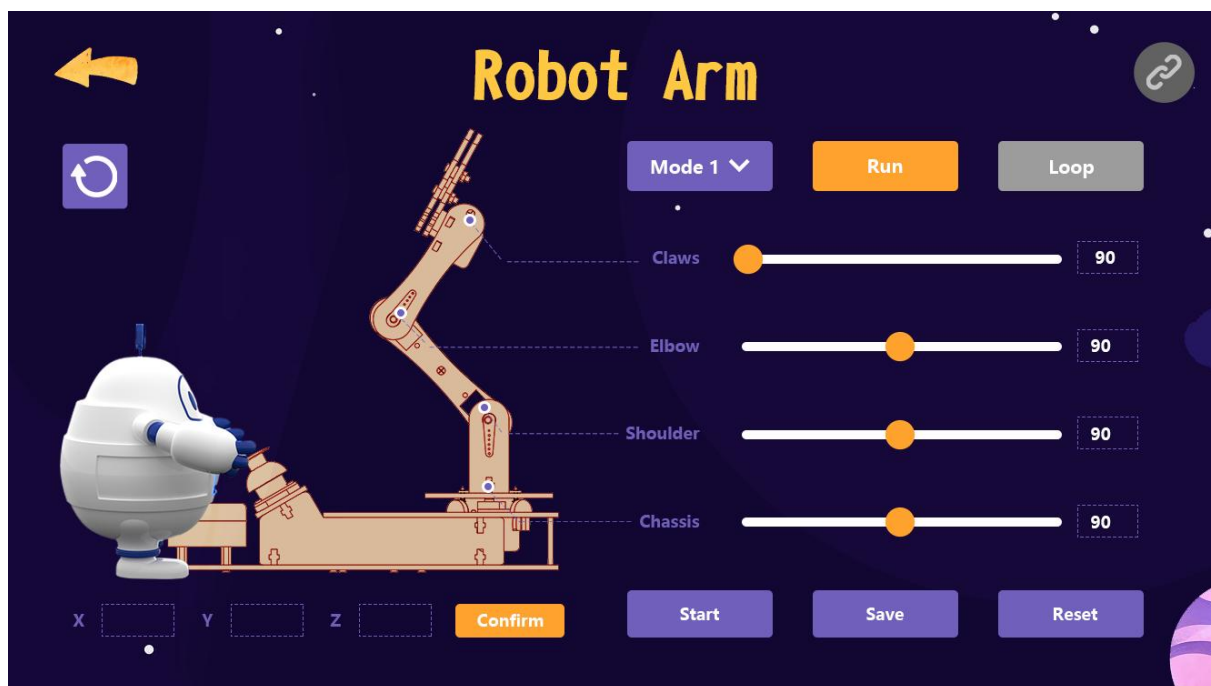 Robot Arm
Mode 1 Run Loop
Claws 90
Elbow 90
Shoulder 90
Chassis 90
X Y Z Confirm
Start Save Reset